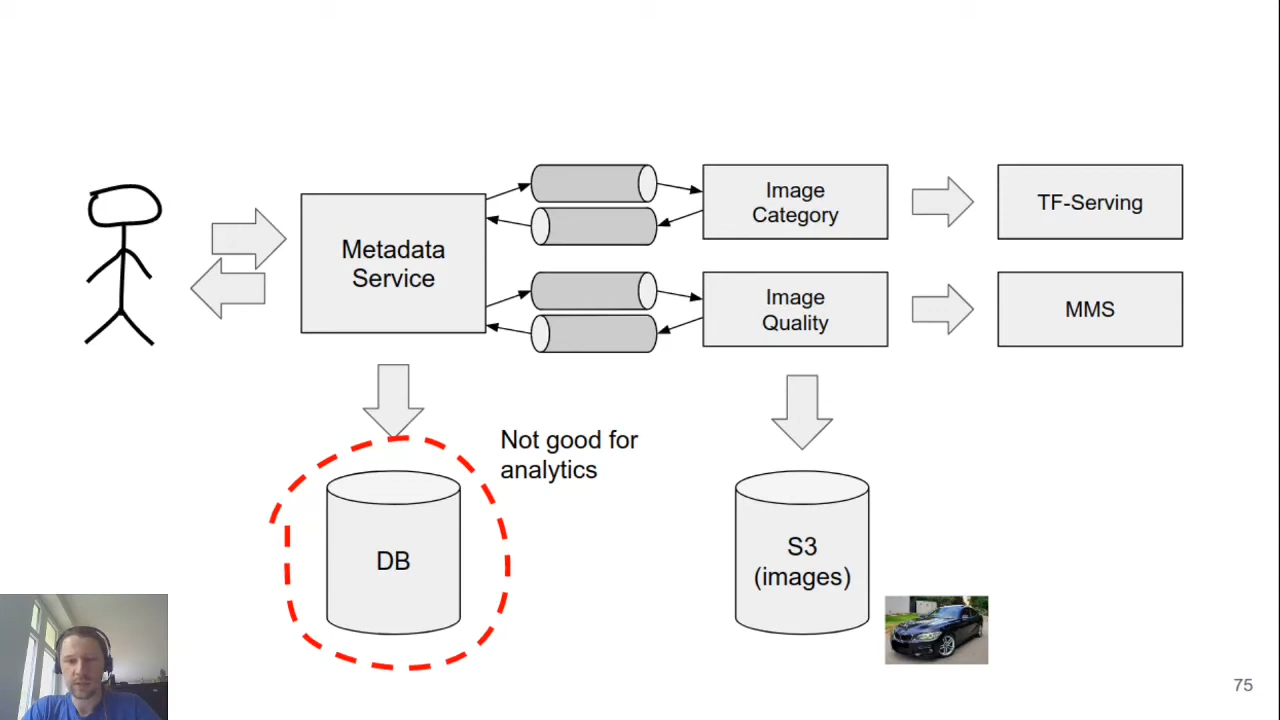 Metadata
Service
Image
Category
TF-Serving
Image
Quality
MMS
Not good for
analytics
DB
S3
(images)
75